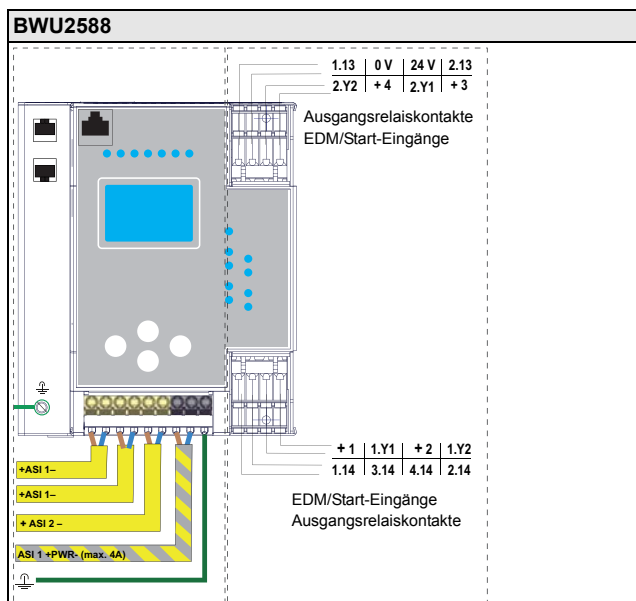 BWU2588
1.13 0 V 24 V 2.13
2.Y2 + 4 2.Y1 + 3
Ausgangsrelaiskontakte
EDM/Start-Eingänge
+ 1 1.Y1 + 2 1.Y2
1.14 3.14 4.14 2.14
EDM/Start-Eingänge
Ausgangsrelaiskontakte
+ASI 1–
+ASI 1–
+ ASI 2 –
ASI 1 +PWR- (max. 4A)